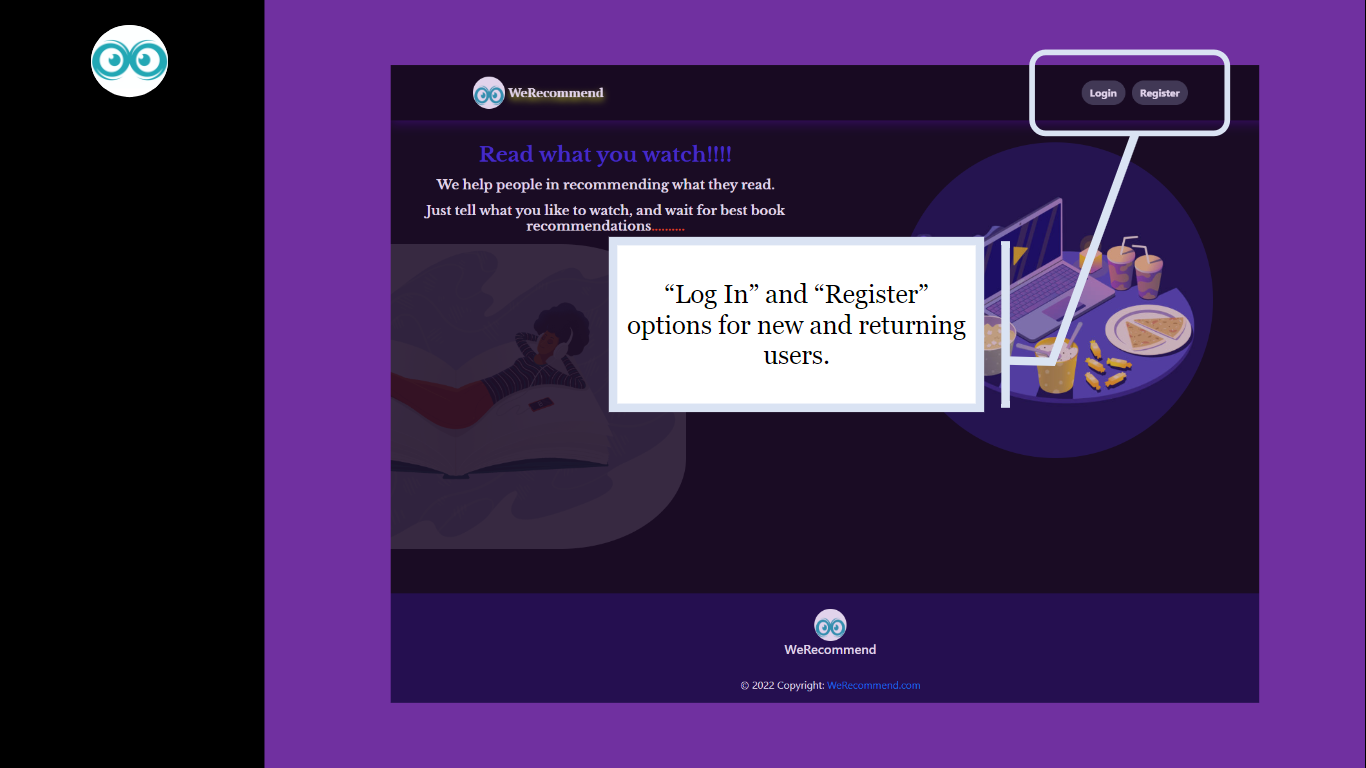 WeRecommend
Login
Register
Read what you watch!!!!
We help people in recommending what they read.
Just tell what you like to watch, and wait for best book
recommendations..........
“Log In” and “Register”
options for new and returning
users.
WeRecommend
© 2022 Copyright: WeRecommend.com